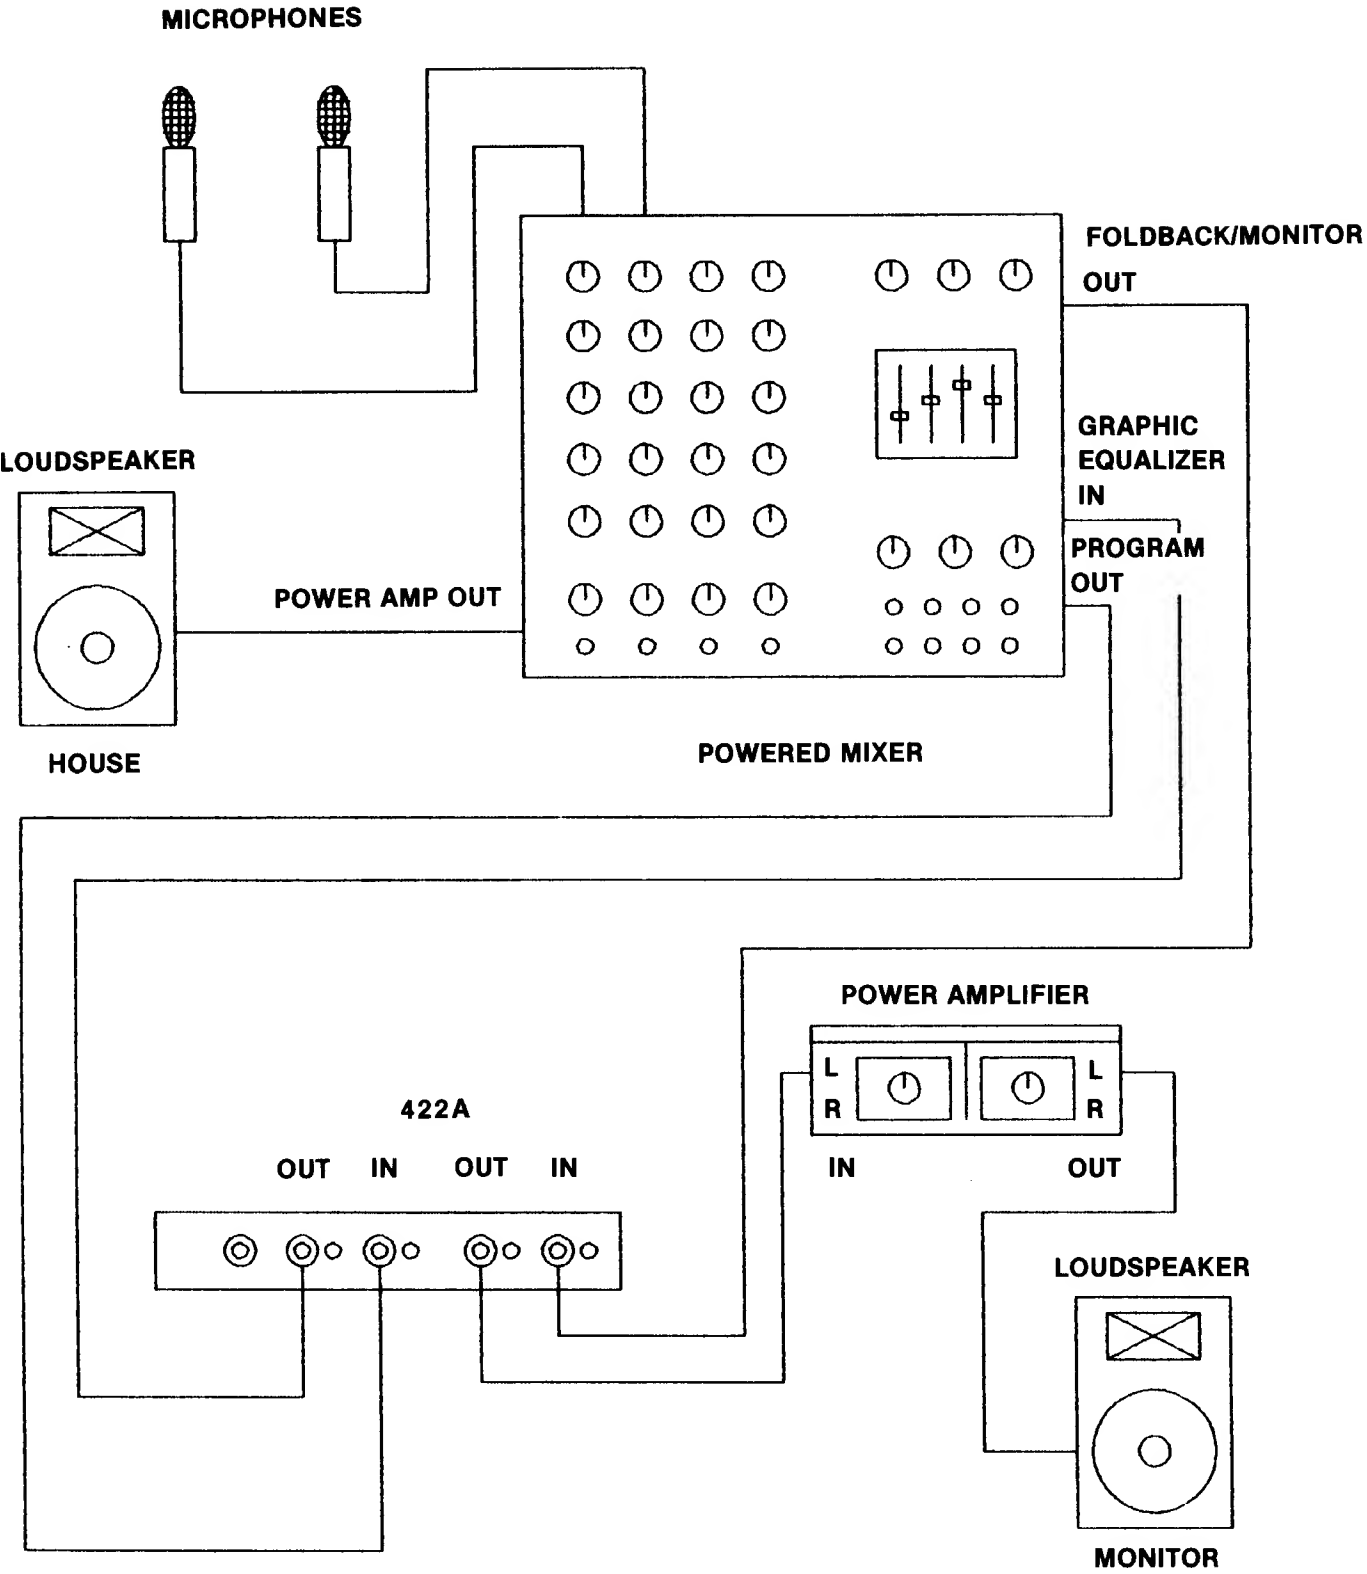 MICROPHONES
FOLDBACK/MONITOR
OUT
GRAPHIC
EQUALIZER
IN
LOUDSPEAKER
PROGRAM
OUT
POWER AMP OUT
HOUSE
POWERED MIXER
POWER AMPLIFIER
L
L
R
R
422A
OUT IN OUT IN
IN
OUT
LOUDSPEAKER
MONITOR